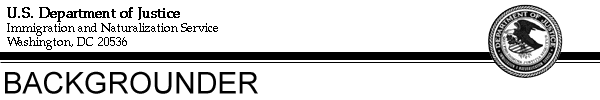 U.S. Department of Justice
Immigration and Naturalization Service
Washington, DC 20536
BACKGROUNDER